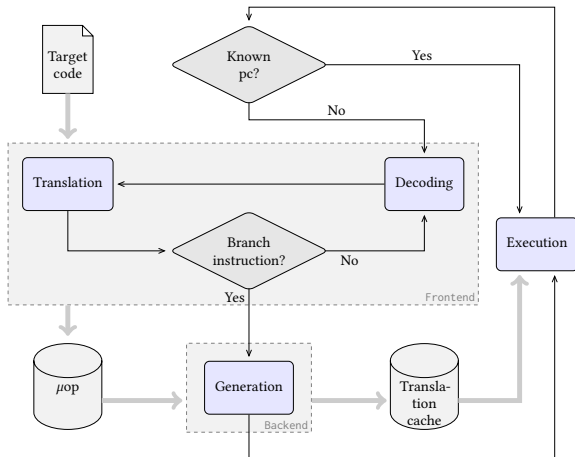 Target
code
Known
pc?
Yes
No
Translation
Decoding
Branch
instruction?
No
Execution
Yes
Frontend
μop
Generation
Transla-
tion
cache
Backend